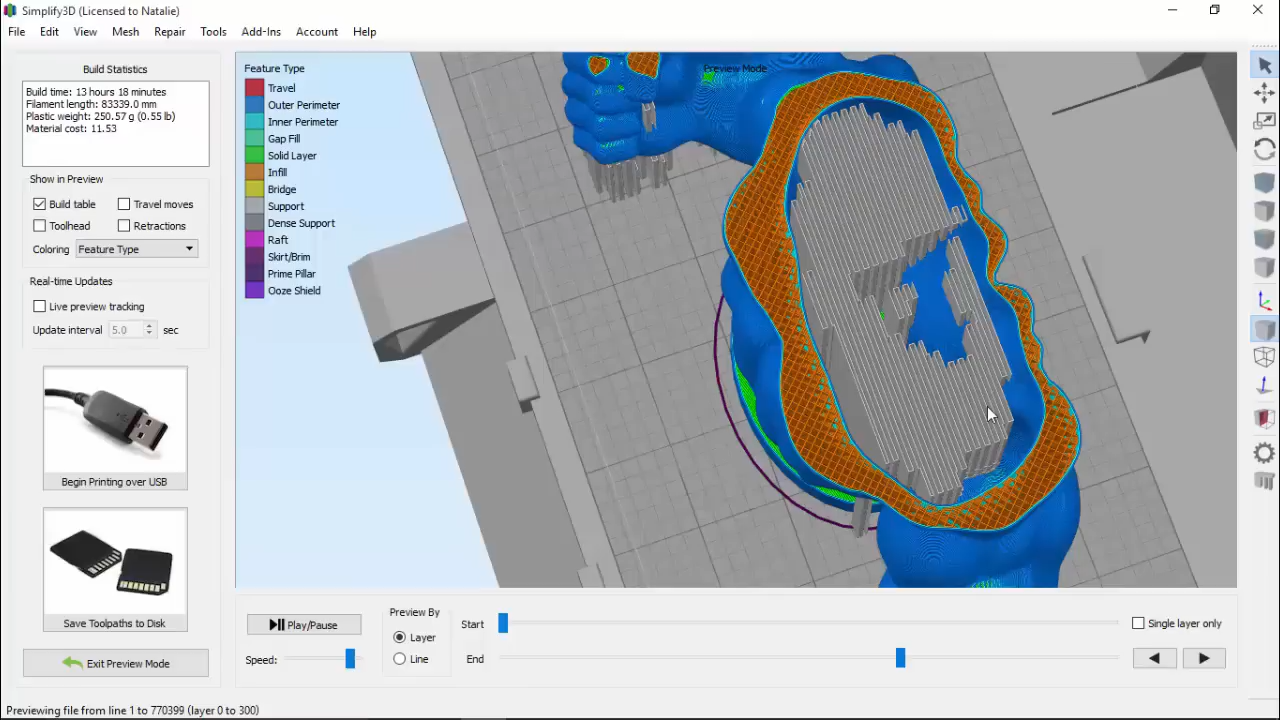 Simplify3D (Licensed to Natalie)
File Edit View Mesh Repair Tools Add-Ins Account Help
Build Statistics
Build time: 13 hours 18 minutes
Filament length: 83339.0 mm
Plastic weight: 250.57 g (0.55 lb)
Material cost: 11.53
Show in Preview
Build table
Travel moves
Toolhead
Retractions
Coloring Feature Type
Real-time Updates
Live preview tracking
Update interval 5.0 sec
Begin Printing over USB
Save Toolpaths to Disk
Exit Preview Mode
Feature Type
Travel
Outer Perimeter
Inner Perimeter
Gap Fill
Solid Layer
Infill
Bridge
Support
Dense Support
Raft
Skirt/Brim
Prime Pillar
Ooze Shield
Preview Mode
Play/Pause
Speed:
Preview By
Layer
Line
Start
End
Single layer only
Previewing file from line 1 to 770399 (layer 0 to 300)